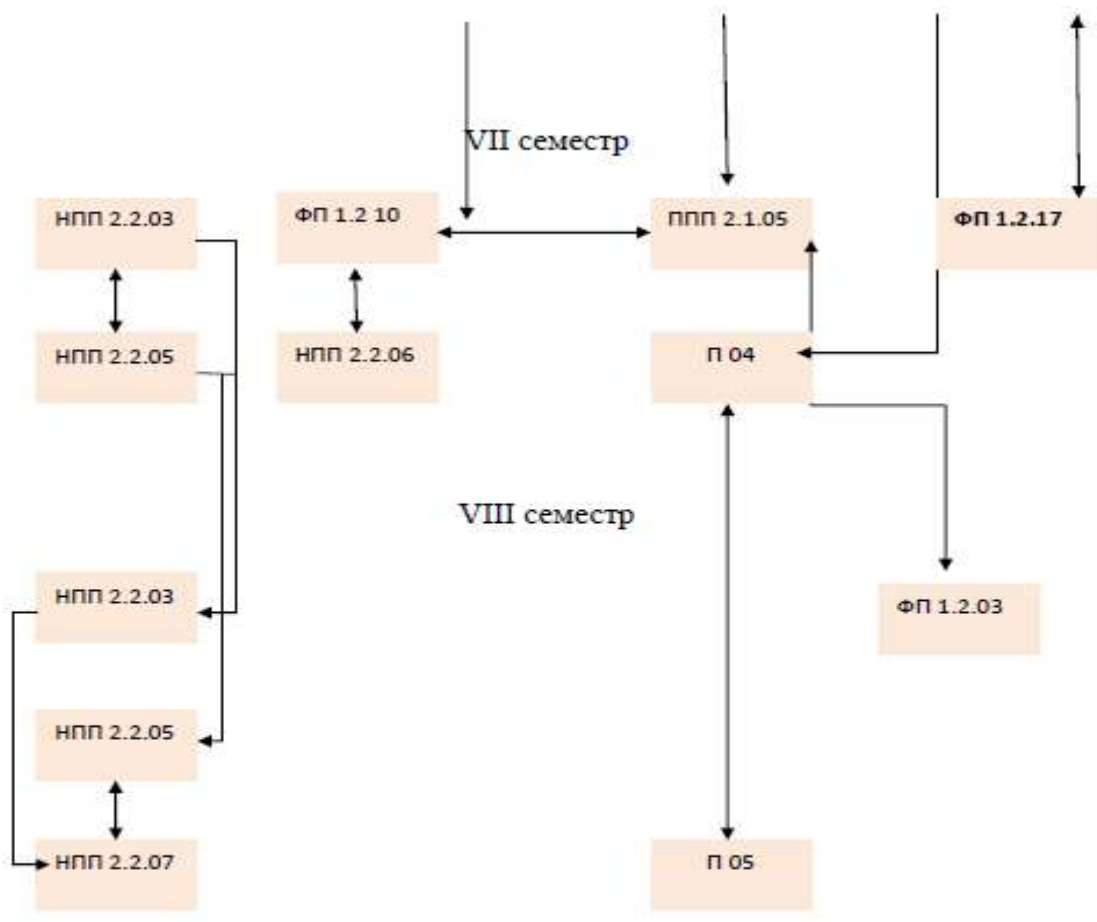 VII семестр
НПП 2.2.03
ФП 1.2 10
ППП 2.1.05
ФП 1.2.17
НПП 2.2.05
НПП 2.2.06
П 04
VIII семестр
НПП 2.2.03
ФП 1.2.03
НПП 2.2.05
НПП 2.2.07
П 05